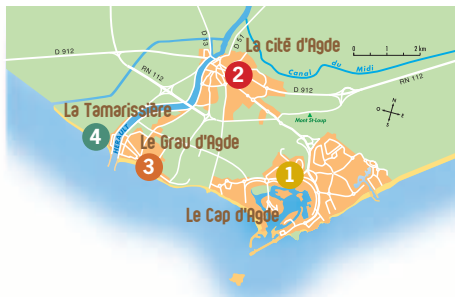 D 13
D 51
La cité d'Agde
0 1 2 km
D 912
RN 112
2
Canal du Midi
RN 112
D 912
N
E
S
O
La Tamarissière
Mont St-Loup
4
HÉRAULT
Le Grau d'Agde
3
1
Le Cap d'Agde